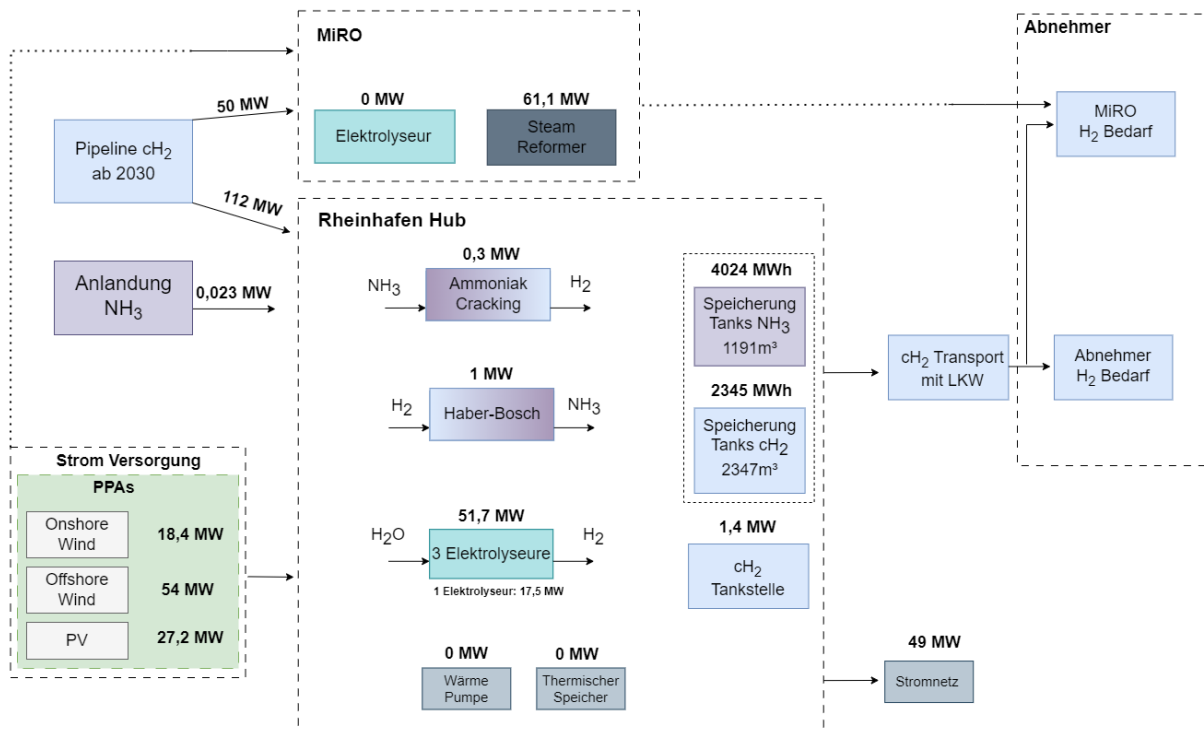 MiRO
0 MW
Elektrolyseur
61,1 MW
Steam
Reformer
Abnehmer
MiRO
H₂ Bedarf
50 MW
Pipeline cH₂
ab 2030
112 MW
Anlandung
NH₃
0,023 MW
Rheinhafen Hub
0,3 MW
NH₃
Ammoniak
Cracking
H₂
1 MW
H₂
Haber-Bosch
NH₃
51,7 MW
H₂O
3 Elektrolyseure
H₂
1 Elektrolyseur: 17,5 MW
0 MW
Wärme
Pumpe
0 MW
Thermischer
Speicher
4024 MWh
Speicherung
Tanks NH₃
1191m³
2345 MWh
Speicherung
Tanks cH₂
2347m³
1,4 MW
cH₂
Tankstelle
cH₂ Transport
mit LKW
Abnehmer
H₂ Bedarf
49 MW
Stromnetz
Strom Versorgung
PPAs
Onshore
Wind
18,4 MW
Offshore
Wind
54 MW
PV
27,2 MW